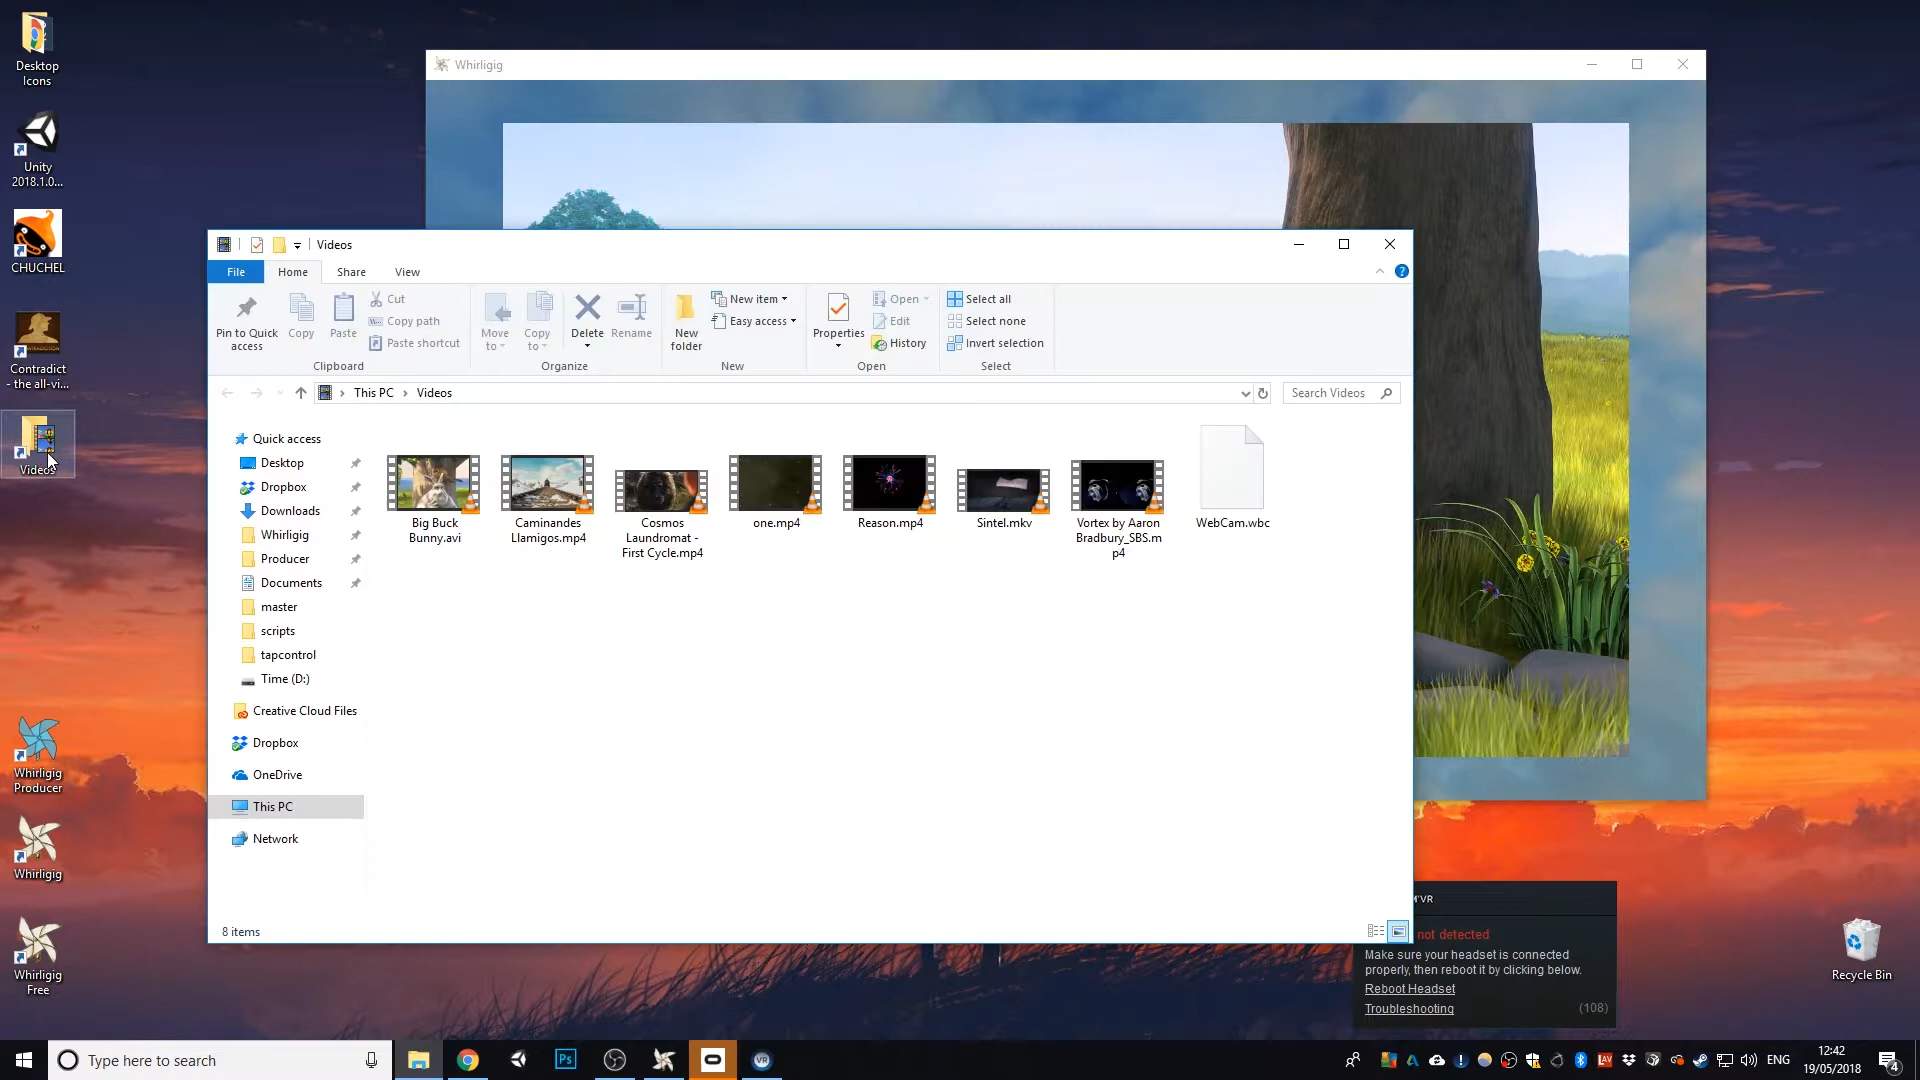 Desktop
Icons
Unity
2018.1.0...
CHUCHEL
Contradict
- the all-vi...
Videos
Whirligig
Producer
Whirligig
Whirligig
Free
Whirligig
Videos
File
Home
Share
View
Pin to Quick
access
Copy
Paste
Cut
Copy path
Paste shortcut
Clipboard
Move
to
Copy
to
Delete
Rename
Organize
New
folder
New item
Easy access
New
Properties
Open
Edit
History
Open
Select all
Select none
Invert selection
Select
This PC
Videos
Search Videos
Quick access
Desktop
Dropbox
Downloads
Whirligig
Producer
Documents
master
scripts
tapcontrol
Time (D:)
Creative Cloud Files
Dropbox
OneDrive
This PC
Network
Big Buck
Bunny.avi
Caminandes
Llamigos.mp4
Cosmos
Laundromat -
First Cycle.mp4
one.mp4
Reason.mp4
Sintel.mkv
Vortex by Aaron
Bradbury_SBS.m
p4
WebCam.wbc
8 items
not detected
Make sure your headset is connected
properly, then reboot it by clicking below.
Reboot Headset
Troubleshooting
(108)
Recycle Bin
Type here to search
Ps
VR
LAV
ENG
12:42
19/05/2018
4